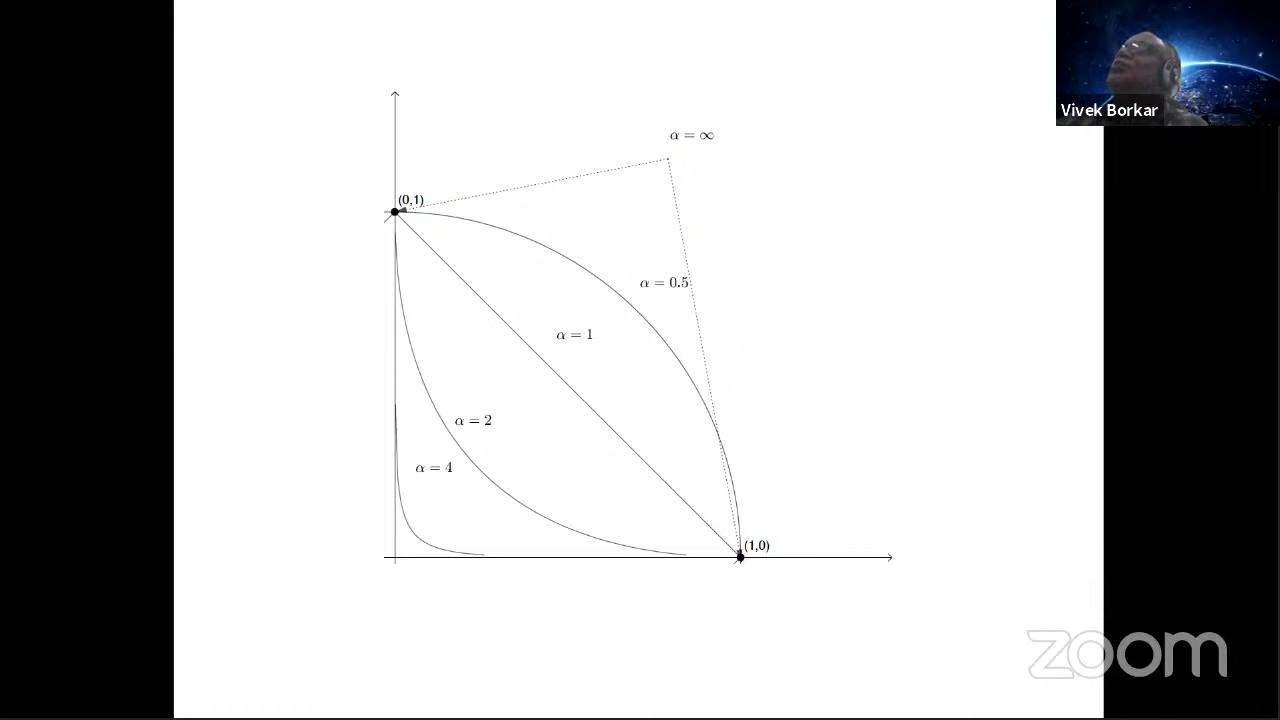 Vivek Borkar
α = ∞
(0,1)
α = 0.5
α = 1
α = 2
α = 4
(1,0)
zoom